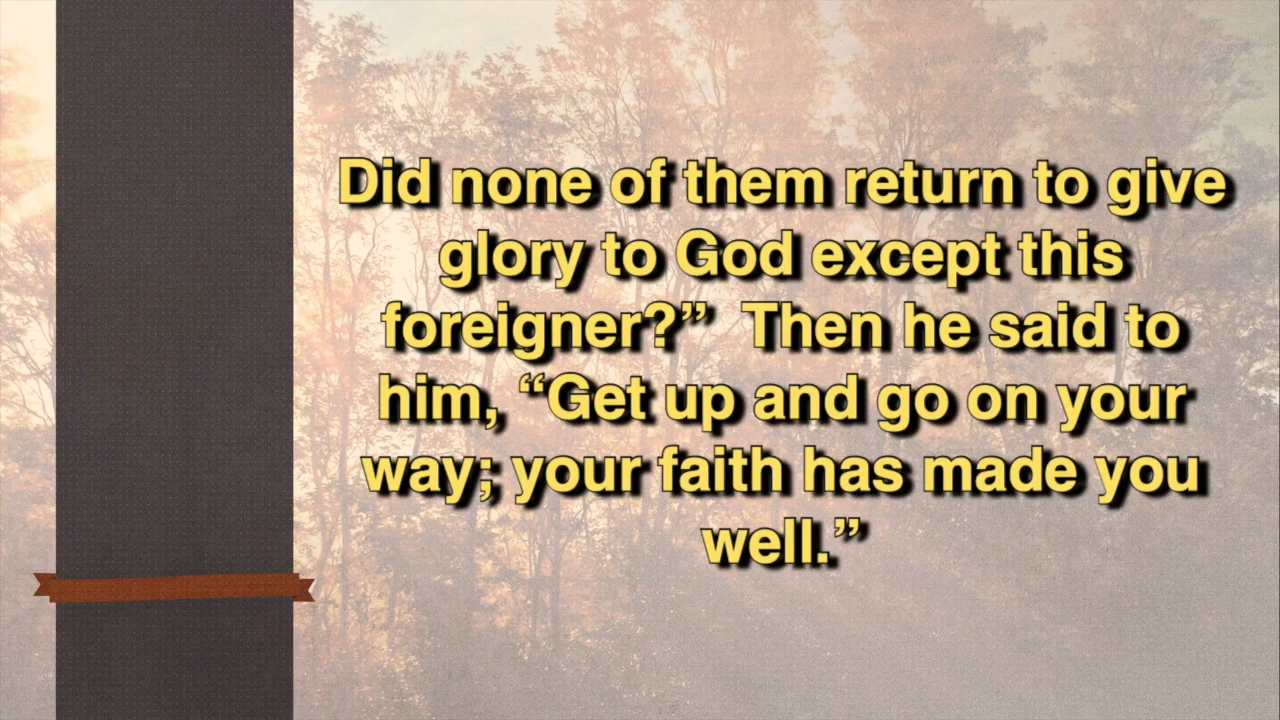 Did none of them return to give
glory to God except this
foreigner?”  Then he said to
him, “Get up and go on your
way; your faith has made you
well.”